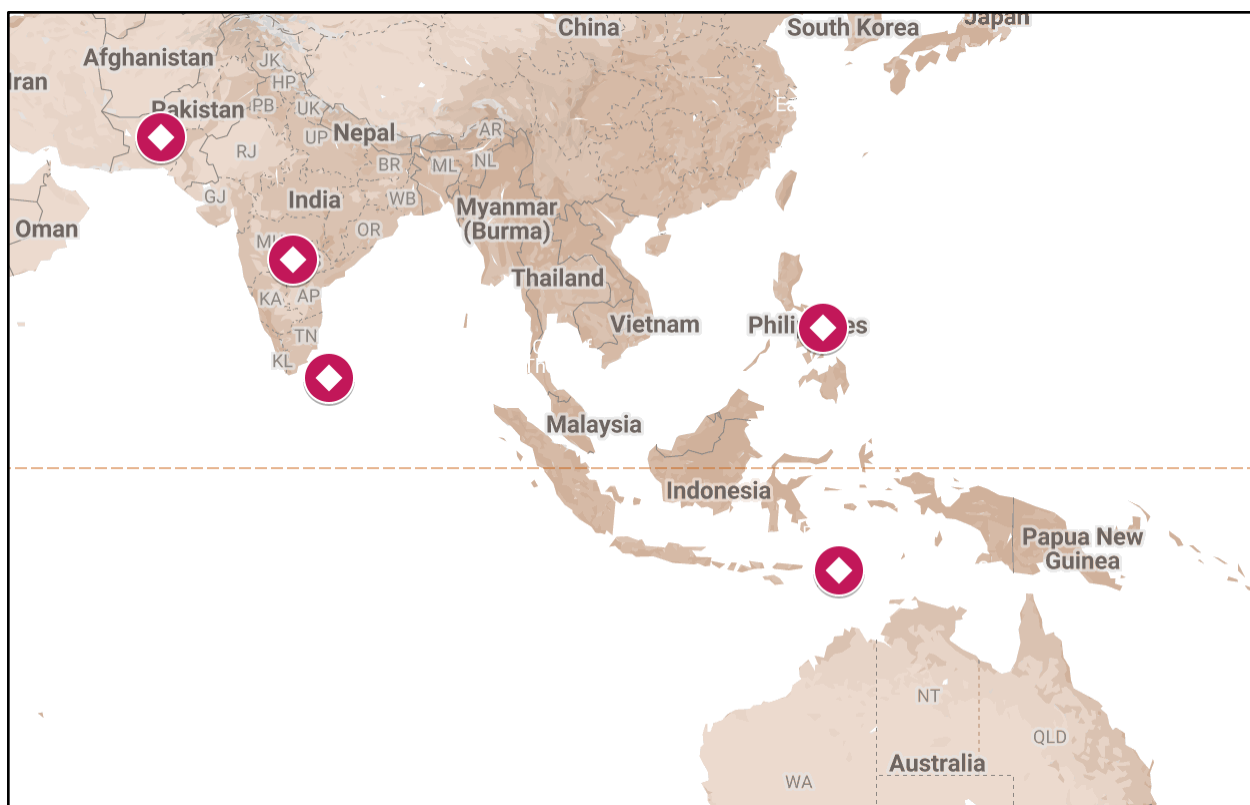 China
South Korea
Japan
Afghanistan
JK
Iran
HP
Pakistan
PB
UK
Nepal
UP
AR
RJ
BR
ML
NL
GJ
India
WB
Oman
Myanmar
(Burma)
OR
Thailand
KA
AP
Vietnam
TN
KL
Malaysia
Indonesia
Papua New
Guinea
NT
QLD
Australia
WA